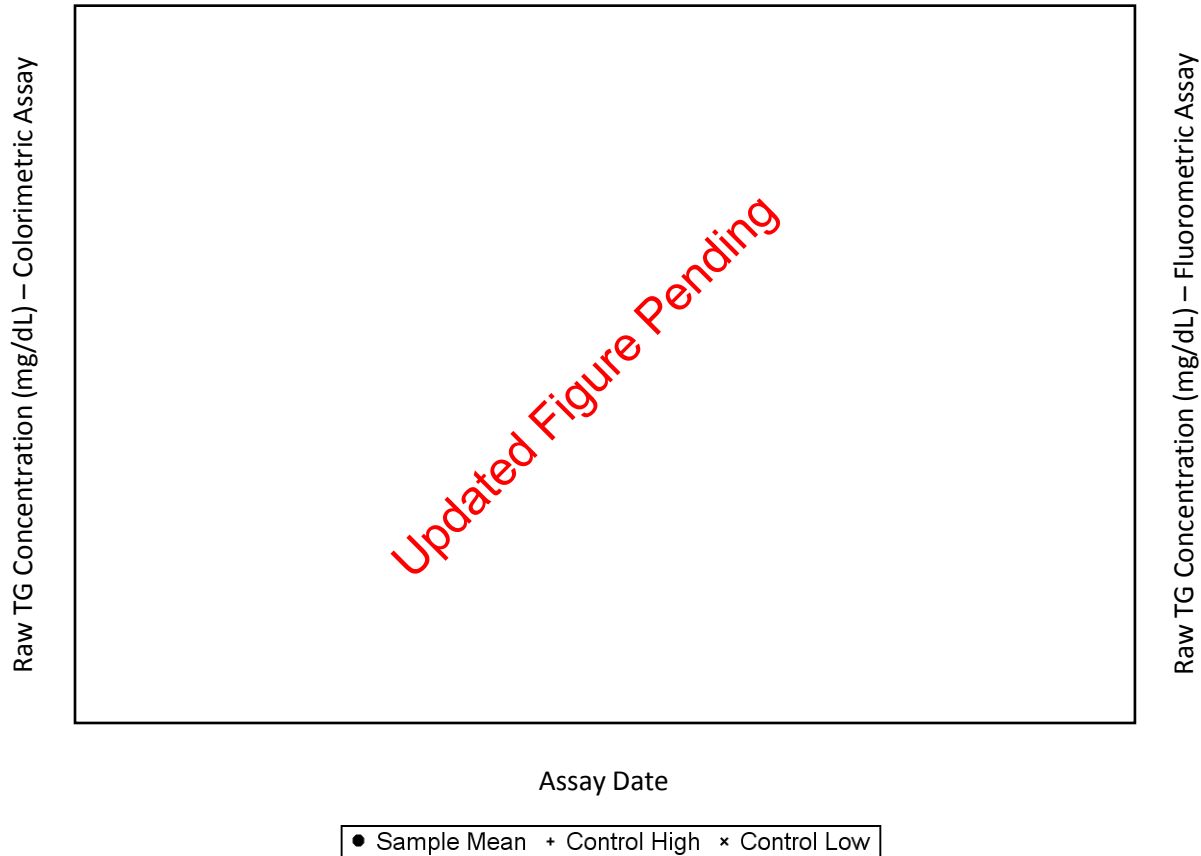 Raw TG Concentration (mg/dL) – Colorimetric Assay
Updated Figure Pending
Raw TG Concentration (mg/dL) – Fluorometric Assay
Assay Date
● Sample Mean + Control High × Control Low